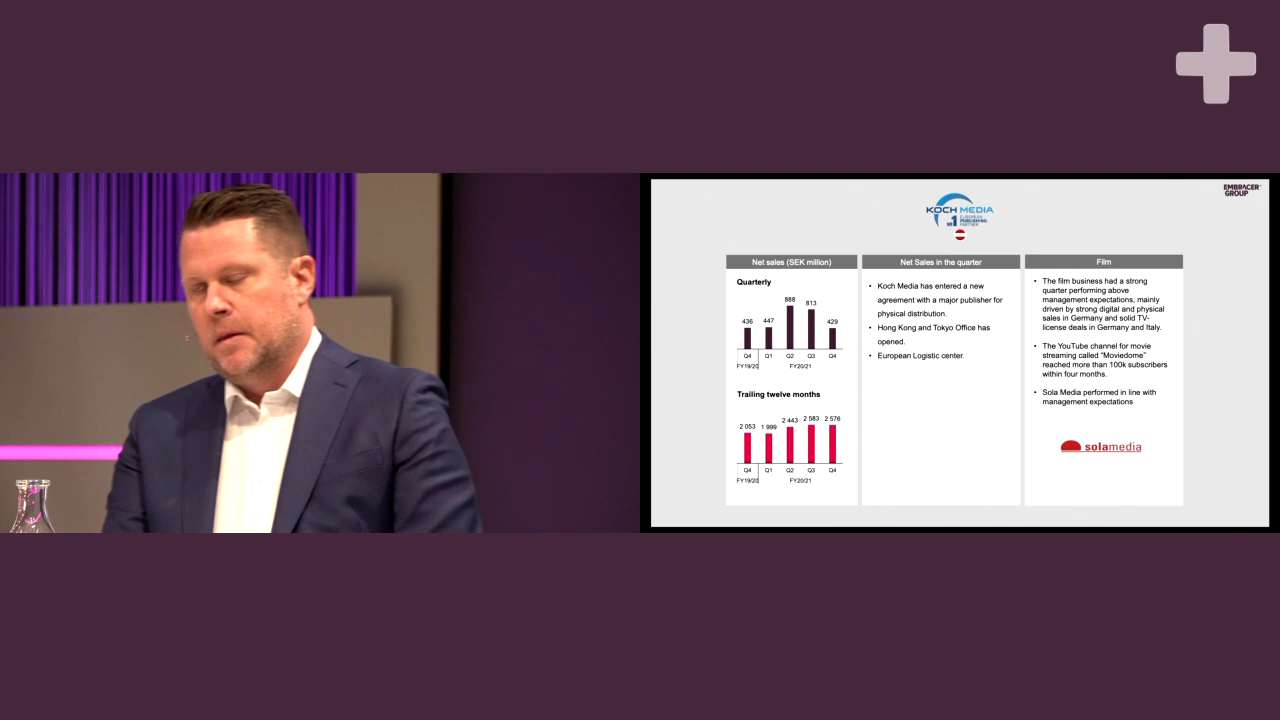 EMBRACER
GROUP
KOCH MEDIA
No 1 EUROPEAN
PUBLISHING
PARTNER
Net sales (SEK million)
Quarterly
436 447 888 813 429
Q4 Q1 Q2 Q3 Q4
FY19/20 FY20/21
Trailing twelve months
2 053 1 999 2 443 2 583 2 576
Q4 Q1 Q2 Q3 Q4
FY19/20 FY20/21
Net Sales in the quarter
• Koch Media has entered a new
agreement with a major publisher for
physical distribution.
• Hong Kong and Tokyo Office has
opened.
• European Logistic center.
Film
• The film business had a strong
quarter performing above
management expectations, mainly
driven by strong digital and physical
sales in Germany and solid TV-
license deals in Germany and Italy.
• The YouTube channel for movie
streaming called “Moviedome”
reached more than 100k subscribers
within four months.
• Sola Media performed in line with
management expectations
solamedia